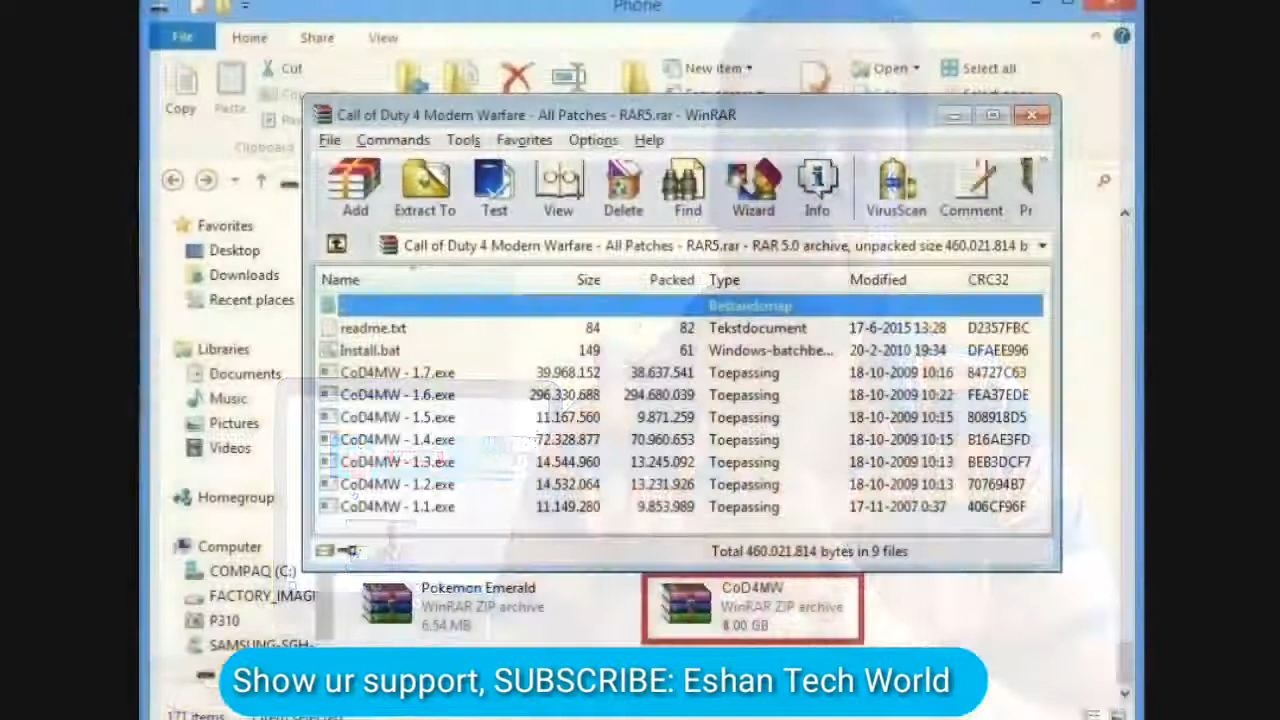 Phone
File Home Share View
Cut
New item
Open
Select all
Copy
Paste
Clipboard
Call of Duty 4 Modern Warfare - All Patches - RAR5.rar - WinRAR
File Commands Tools Favorites Options Help
Add Extract To Test View Delete Find Wizard Info VirusScan Comment
Call of Duty 4 Modern Warfare - All Patches - RAR5.rar - RAR 5.0 archive, unpacked size 460.021.814 b
Name Size Packed Type Modified CRC32
Bestandsmap
readme.txt 84 82 Tekstdocument 17-6-2015 13:28 D2357FBC
Install.bat 149 61 Windows-batchbe... 20-2-2010 19:34 DFAEE996
CoD4MW - 1.7.exe 39.968.152 38.637.541 Toepassing 18-10-2009 10:16 84727C63
CoD4MW - 1.6.exe 296.330.688 294.680.039 Toepassing 18-10-2009 10:22 FEA37EDE
CoD4MW - 1.5.exe 11.167.560 9.871.259 Toepassing 18-10-2009 10:15 808918D5
CoD4MW - 1.4.exe 72.328.877 70.960.653 Toepassing 18-10-2009 10:15 B16AE3FD
CoD4MW - 1.3.exe 14.544.960 13.245.092 Toepassing 18-10-2009 10:13 BEB3DCF7
CoD4MW - 1.2.exe 14.532.064 13.231.926 Toepassing 18-10-2009 10:13 707694B7
CoD4MW - 1.1.exe 11.149.280 9.853.989 Toepassing 17-11-2007 0:37 406CF96F
Total 460.021.814 bytes in 9 files
Favorites
Desktop
Downloads
Recent places
Libraries
Documents
Music
Pictures
Videos
Homegroup
Computer
COMPAQ (C:)
FACTORY_IMAG
P310
SAMSUNG-SGH-
Pokemon Emerald
WinRAR ZIP archive
6.54 MB
CoD4MW
WinRAR ZIP archive
8.00 GB
Show ur support, SUBSCRIBE: Eshan Tech World
171 items